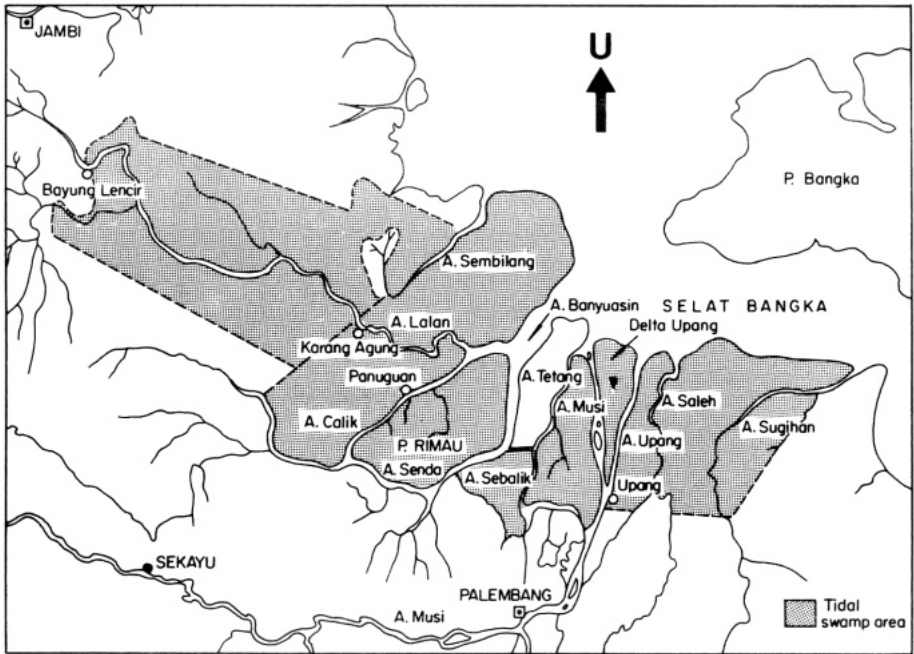 JAMBI
U
P. Bangka
Bayung Lencir
A. Sembilang
A. Banyuasin
SELAT BANGKA
Delta Upang
A. Lalan
Karang Agung
Panuguan
A. Tetang
A. Musi
A. Saleh
A. Calik
A. Upang
A. Sugihan
P. RIMAU
A. Senda
A. Sebalik
Upang
SEKAYU
PALEMBANG
A. Musi
Tidal
swamp area